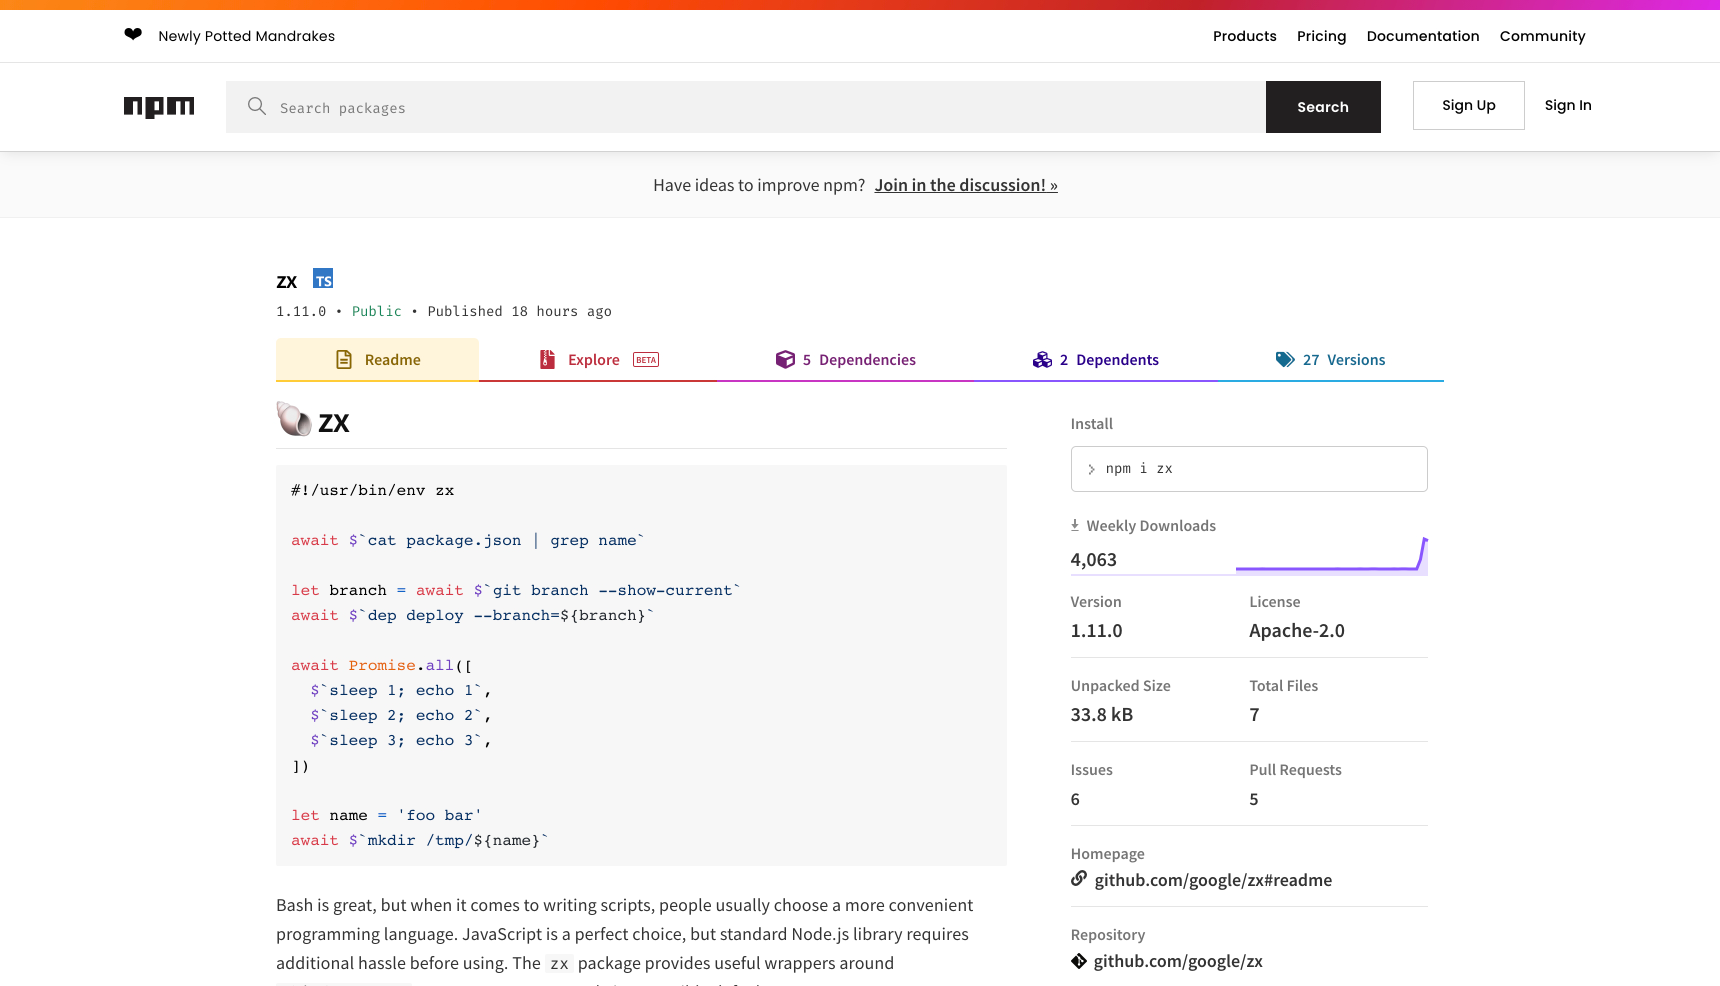 ❤ Newly Potted Mandrakes
Products Pricing Documentation Community
npm
Search packages
Search
Sign Up
Sign In
Have ideas to improve npm? Join in the discussion! »
zx TS
1.11.0 • Public • Published 18 hours ago
Readme
Explore BETA
5 Dependencies
2 Dependents
27 Versions
zx
#!/usr/bin/env zx
await $`cat package.json | grep name`
let branch = await $`git branch --show-current`
await $`dep deploy --branch=${branch}`
await Promise.all([
  $`sleep 1; echo 1`,
  $`sleep 2; echo 2`,
  $`sleep 3; echo 3`,
])
let name = 'foo bar'
await $`mkdir /tmp/${name}`
Bash is great, but when it comes to writing scripts, people usually choose a more convenient
programming language. JavaScript is a perfect choice, but standard Node.js library requires
additional hassle before using. The zx package provides useful wrappers around
Install
npm i zx
Weekly Downloads
4,063
Version
1.11.0
License
Apache-2.0
Unpacked Size
33.8 kB
Total Files
7
Issues
6
Pull Requests
5
Homepage
github.com/google/zx#readme
Repository
github.com/google/zx